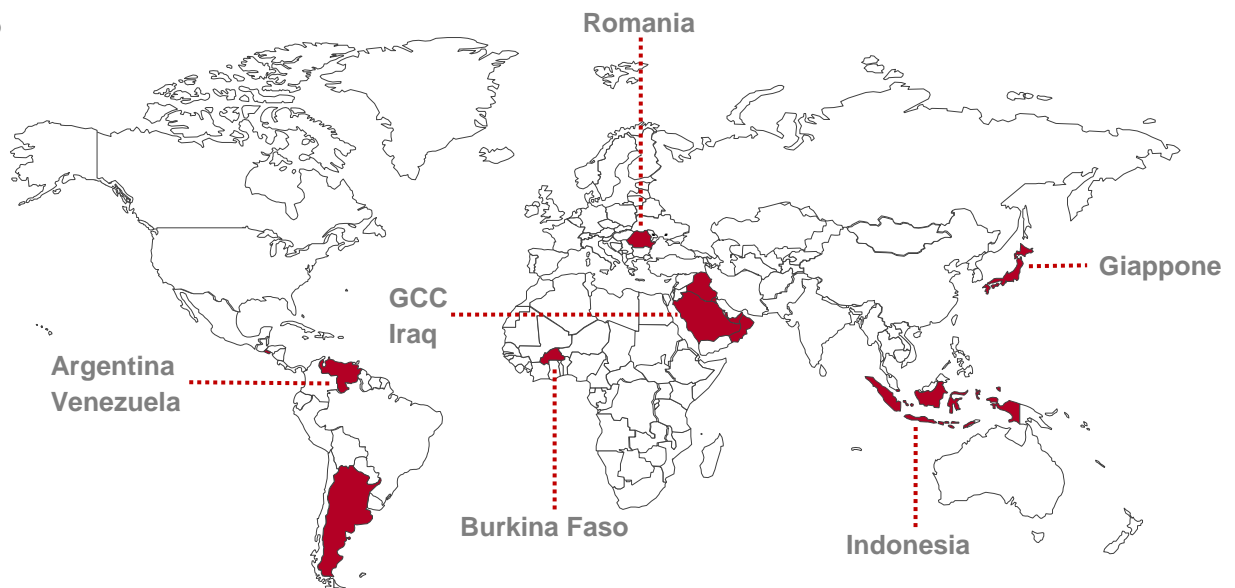 Romania
Giappone
GCC
Iraq
Argentina
Venezuela
Burkina Faso
Indonesia